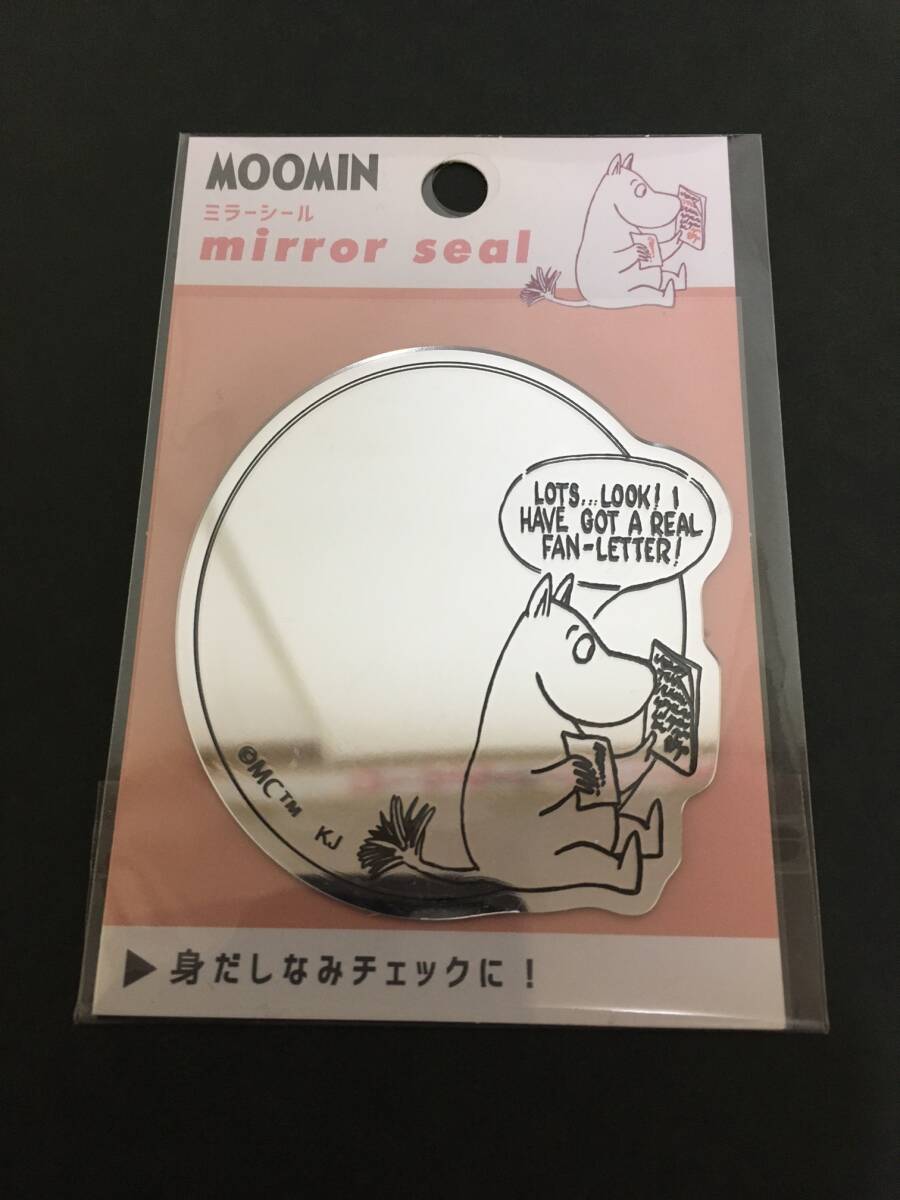 MOOMIN
ミラーシール
mirror seal
LOTS...LOOK! I
HAVE GOT A REAL
FAN-LETTER!
©MC™
KJ
▶身だしなみチェックに!